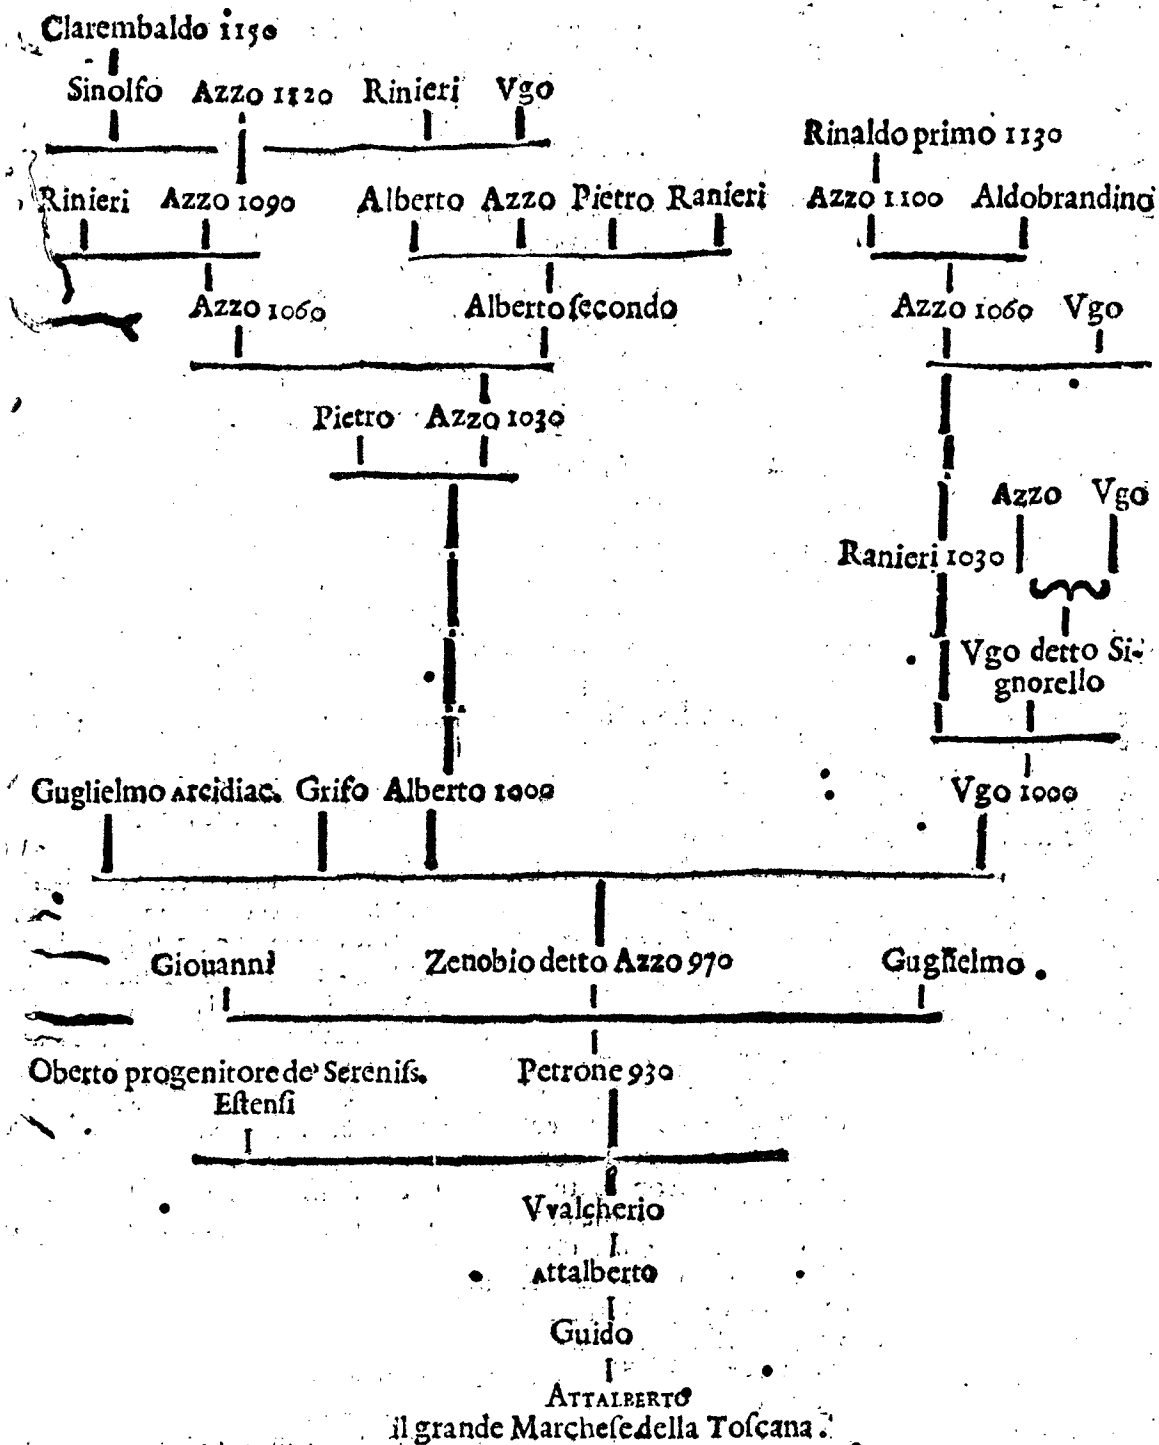 Clarembaldo 1150
Sinolfo Azzo 1120 Rinieri Vgo
Rinaldo primo 1130
Rinieri Azzo 1090 Alberto Azzo Pietro Ranieri Azzo 1100 Aldobrandino
Azzo 1060 Alberto ſecondo Azzo 1060 Vgo
Pietro Azzo 1030
Azzo Vgo
Ranieri 1030
Vgo detto Si-
gnorello
Guglielmo Arcidiac. Grifo Alberto 1000 Vgo 1000
Giouanni Zenobio detto Azzo 970 Guglielmo
Oberto progenitore de' Sereniſs. Petrone 930
Eſtenſi
Vvalcherio
Attalberto
Guido
ATTALBERTO
il grande Marcheſe della Toſcana.